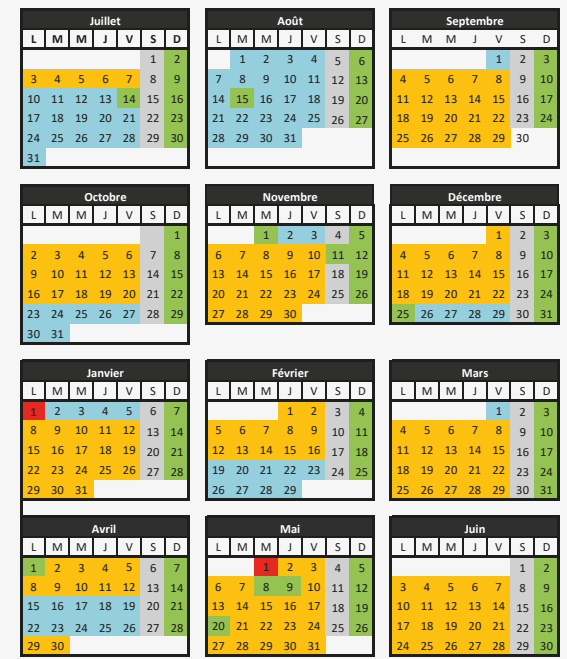 Juillet
L M M J V S D
1 2
3 4 5 6 7 8 9
10 11 12 13 14 15 16
17 18 19 20 21 22 23
24 25 26 27 28 29 30
31
Août
L M M J V S D
1 2 3 4 5 6
7 8 9 10 11 12 13
14 15 16 17 18 19 20
21 22 23 24 25 26 27
28 29 30 31
Septembre
L M M J V S D
1 2 3
4 5 6 7 8 9 10
11 12 13 14 15 16 17
18 19 20 21 22 23 24
25 26 27 28 29 30
Octobre
L M M J V S D
1
2 3 4 5 6 7 8
9 10 11 12 13 14 15
16 17 18 19 20 21 22
23 24 25 26 27 28 29
30 31
Novembre
L M M J V S D
1 2 3 4 5
6 7 8 9 10 11 12
13 14 15 16 17 18 19
20 21 22 23 24 25 26
27 28 29 30
Décembre
L M M J V S D
1 2 3
4 5 6 7 8 9 10
11 12 13 14 15 16 17
18 19 20 21 22 23 24
25 26 27 28 29 30 31
Janvier
L M M J V S D
1 2 3 4 5 6 7
8 9 10 11 12 13 14
15 16 17 18 19 20 21
22 23 24 25 26 27 28
29 30 31
Février
L M M J V S D
1 2 3 4
5 6 7 8 9 10 11
12 13 14 15 16 17 18
19 20 21 22 23 24 25
26 27 28 29
Mars
L M M J V S D
1 2 3
4 5 6 7 8 9 10
11 12 13 14 15 16 17
18 19 20 21 22 23 24
25 26 27 28 29 30 31
Avril
L M M J V S D
1 2 3 4 5 6 7
8 9 10 11 12 13 14
15 16 17 18 19 20 21
22 23 24 25 26 27 28
29 30
Mai
L M M J V S D
1 2 3 4 5
6 7 8 9 10 11 12
13 14 15 16 17 18 19
20 21 22 23 24 25 26
27 28 29 30 31
Juin
L M M J V S D
1 2
3 4 5 6 7 8 9
10 11 12 13 14 15 16
17 18 19 20 21 22 23
24 25 26 27 28 29 30